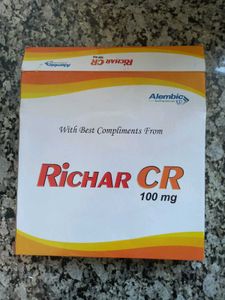 Alembic
RICHAR CR
With Best Compliments From
RICHAR CR
100 mg